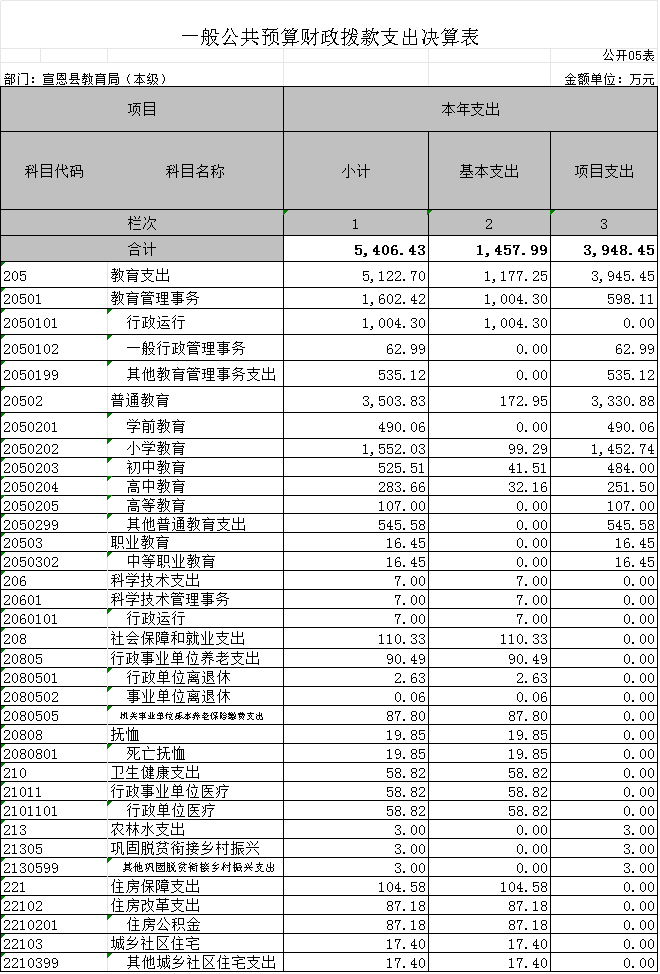 一般公共预算财政拨款支出决算表
公开05表
部门：宣恩县教育局（本级） 金额单位：万元
项目 本年支出
科目代码 科目名称 小计 基本支出 项目支出
栏次 1 2 3
合计 5,406.43 1,457.99 3,948.45
205 教育支出 5,122.70 1,177.25 3,945.45
20501 教育管理事务 1,602.42 1,004.30 598.11
2050101 行政运行 1,004.30 1,004.30 0.00
2050102 一般行政管理事务 62.99 0.00 62.99
2050199 其他教育管理事务支出 535.12 0.00 535.12
20502 普通教育 3,503.83 172.95 3,330.88
2050201 学前教育 490.06 0.00 490.06
2050202 小学教育 1,552.03 99.29 1,452.74
2050203 初中教育 525.51 41.51 484.00
2050204 高中教育 283.66 32.16 251.50
2050205 高等教育 107.00 0.00 107.00
2050299 其他普通教育支出 545.58 0.00 545.58
20503 职业教育 16.45 0.00 16.45
2050302 中等职业教育 16.45 0.00 16.45
206 科学技术支出 7.00 7.00 0.00
20601 科学技术管理事务 7.00 7.00 0.00
2060101 行政运行 7.00 7.00 0.00
208 社会保障和就业支出 110.33 110.33 0.00
20805 行政事业单位养老支出 90.49 90.49 0.00
2080501 行政单位离退休 2.63 2.63 0.00
2080502 事业单位离退休 0.06 0.06 0.00
2080505 机关事业单位基本养老保险缴费支出 87.80 87.80 0.00
20808 抚恤 19.85 19.85 0.00
2080801 死亡抚恤 19.85 19.85 0.00
210 卫生健康支出 58.82 58.82 0.00
21011 行政事业单位医疗 58.82 58.82 0.00
2101101 行政单位医疗 58.82 58.82 0.00
213 农林水支出 3.00 0.00 3.00
21305 巩固脱贫衔接乡村振兴 3.00 0.00 3.00
2130599 其他巩固脱贫衔接乡村振兴支出 3.00 0.00 3.00
221 住房保障支出 104.58 104.58 0.00
22102 住房改革支出 87.18 87.18 0.00
2210201 住房公积金 87.18 87.18 0.00
22103 城乡社区住宅 17.40 17.40 0.00
2210399 其他城乡社区住宅支出 17.40 17.40 0.00